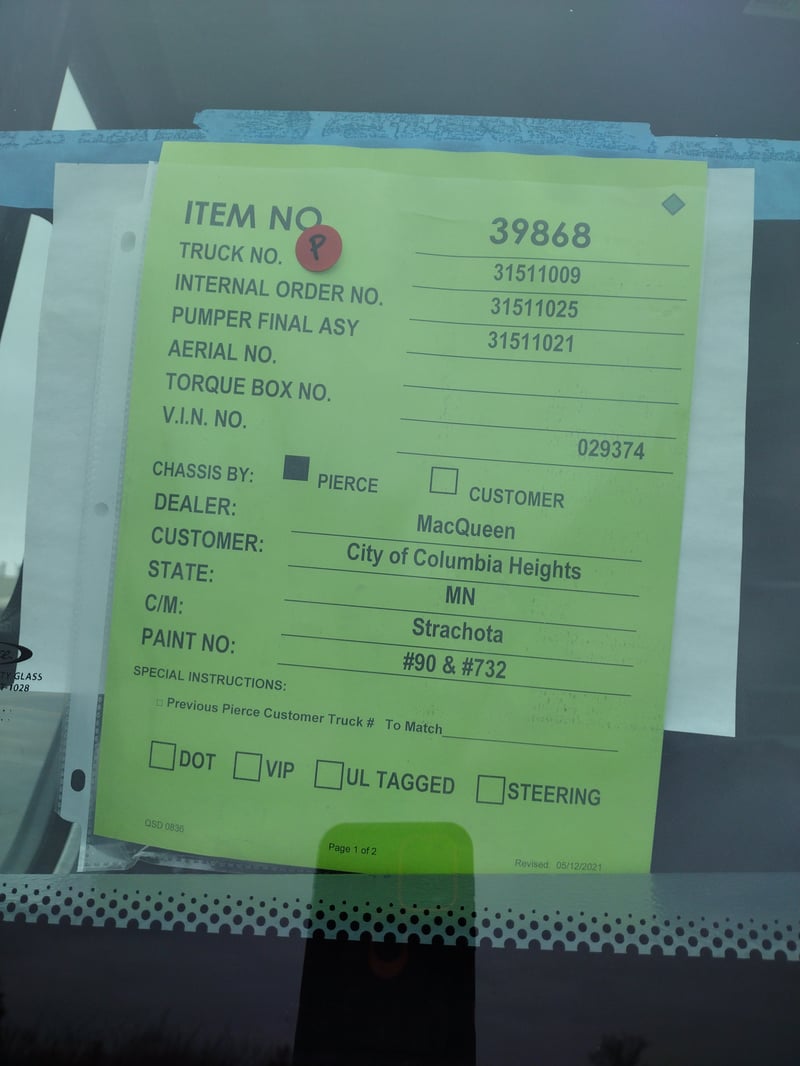 ITEM NO. 39868
P
TRUCK NO. 31511009
INTERNAL ORDER NO. 31511025
PUMPER FINAL ASY 31511021
AERIAL NO.
TORQUE BOX NO.
V.I.N. NO. 029374
CHASSIS BY: PIERCE CUSTOMER
DEALER: MacQueen
CUSTOMER: City of Columbia Heights
STATE: MN
C/M: Strachota
PAINT NO: #90 & #732
SPECIAL INSTRUCTIONS:
Previous Pierce Customer Truck # To Match
DOT VIP UL TAGGED STEERING
QSD 0836 Page 1 of 2 Revised: 05/12/2021
GLASS
1028